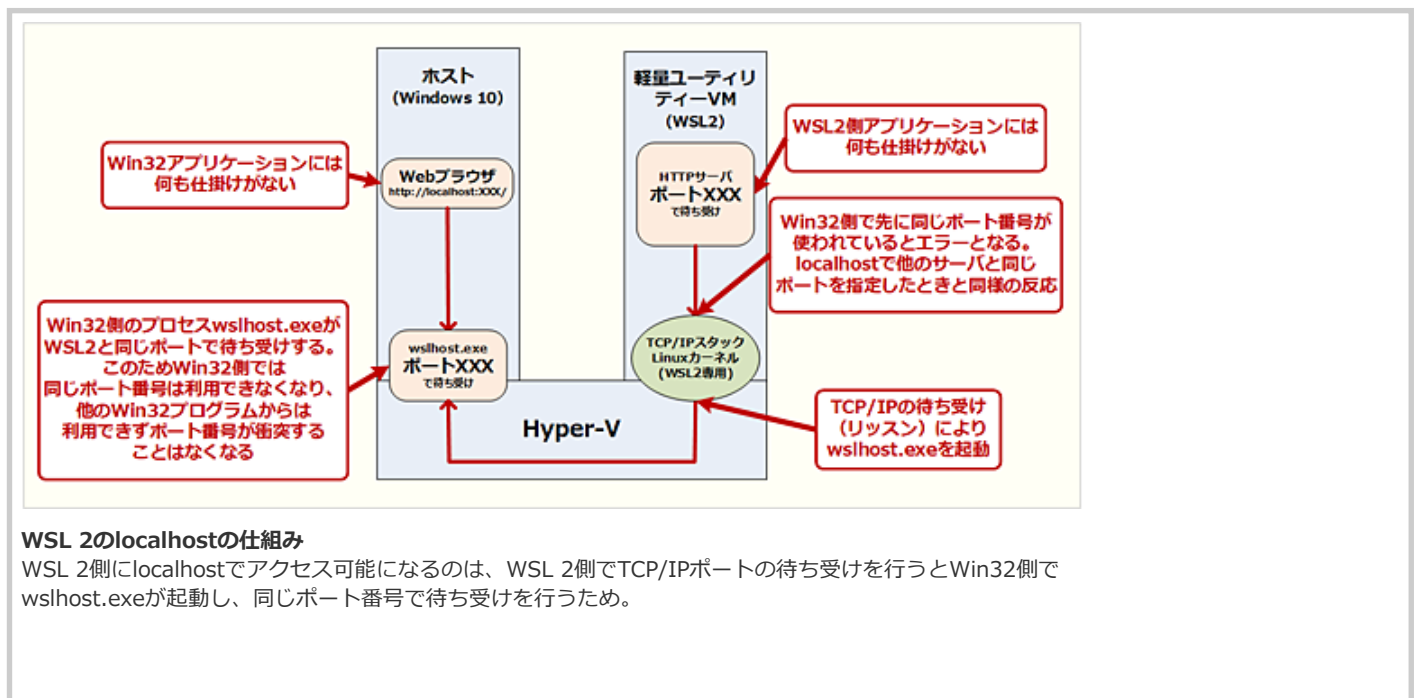 ホスト
(Windows 10)
軽量ユーティリ
ティーVM
(WSL2)
Win32アプリケーションには
何も仕掛けがない
Webブラウザ
http://localhost:XXX/
HTTPサーバ
ポートXXX
で待ち受け
WSL2側アプリケーションには
何も仕掛けがない
Win32側で先に同じポート番号が
使われているとエラーとなる。
localhostで他のサーバと同じ
ポートを指定したときと同様の反応
Win32側のプロセスwslhost.exeが
WSL2と同じポートで待ち受けする。
このためWin32側では
同じポート番号は利用できなくなり、
他のWin32プログラムからは
利用できずポート番号が衝突する
ことはなくなる
wslhost.exe
ポートXXX
で待ち受け
TCP/IPスタック
Linuxカーネル
(WSL2専用)
Hyper-V
TCP/IPの待ち受け
（リッスン）により
wslhost.exeを起動
WSL 2のlocalhostの仕組み
WSL 2側にlocalhostでアクセス可能になるのは、WSL 2側でTCP/IPポートの待ち受けを行うとWin32側で
wslhost.exeが起動し、同じポート番号で待ち受けを行うため。